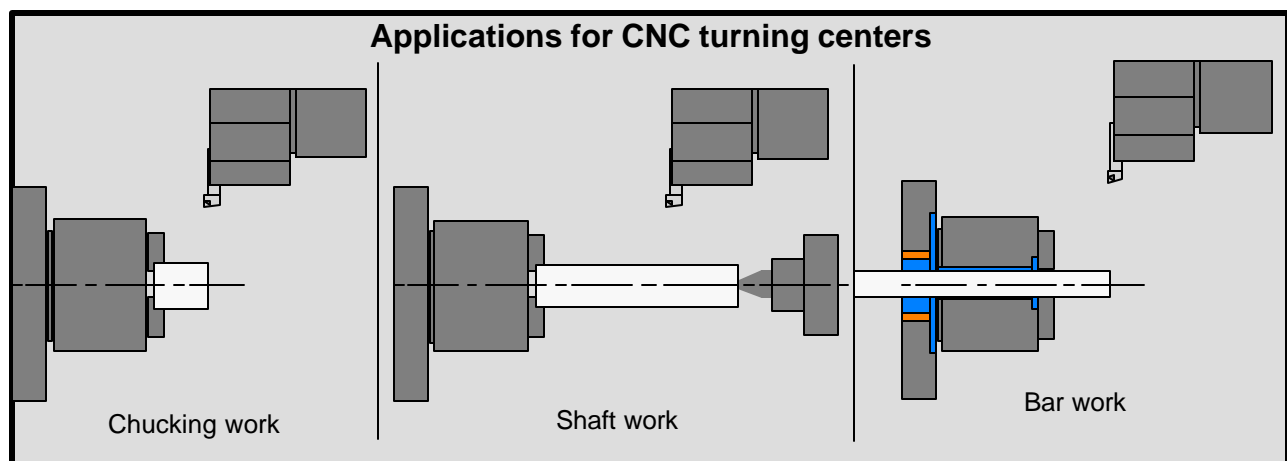 Applications for CNC turning centers
Chucking work
Shaft work
Bar work